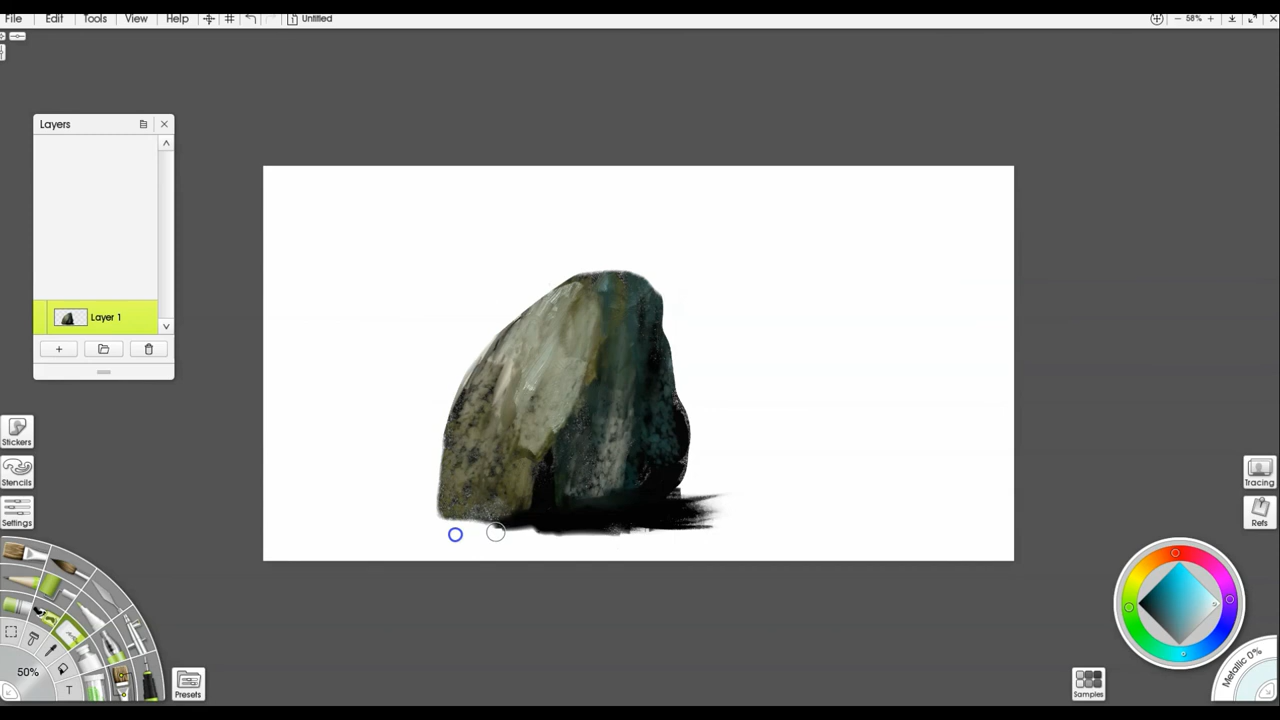 File Edit Tools View Help Untitled 58%
Layers
Layer 1
Stickers
Stencils
Settings
Tracing
Refs
50%
T
Presets
Samples
Metallic 0%